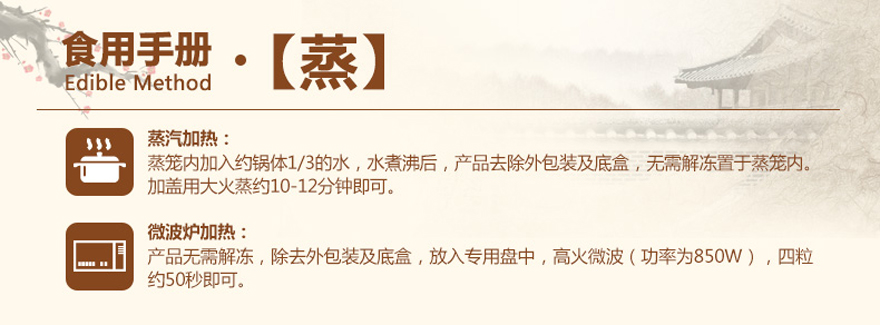 食用手册
Edible Method
·【蒸】
蒸汽加热：
蒸笼内加入约锅体1/3的水，水煮沸后，产品去除外包装及底盒，无需解冻置于蒸笼内。
加盖用大火蒸约10-12分钟即可。
微波炉加热：
产品无需解冻，除去外包装及底盒，放入专用盘中，高火微波（功率为850W），四粒
约50秒即可。